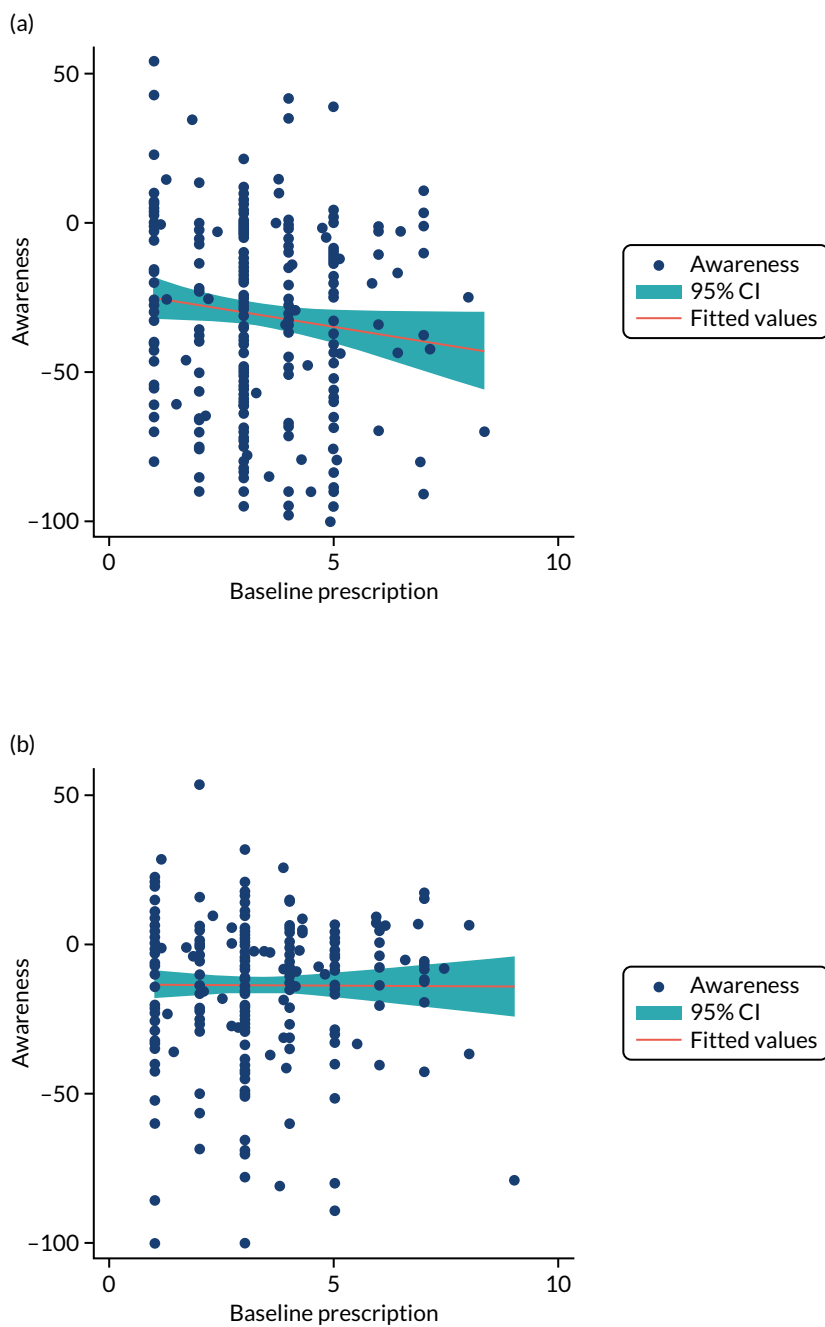 (a)
50
0
−50
−100
Awareness
0
5
10
Baseline prescription
Awareness
95% CI
Fitted values
(b)
50
0
−50
−100
Awareness
0
5
10
Baseline prescription
Awareness
95% CI
Fitted values